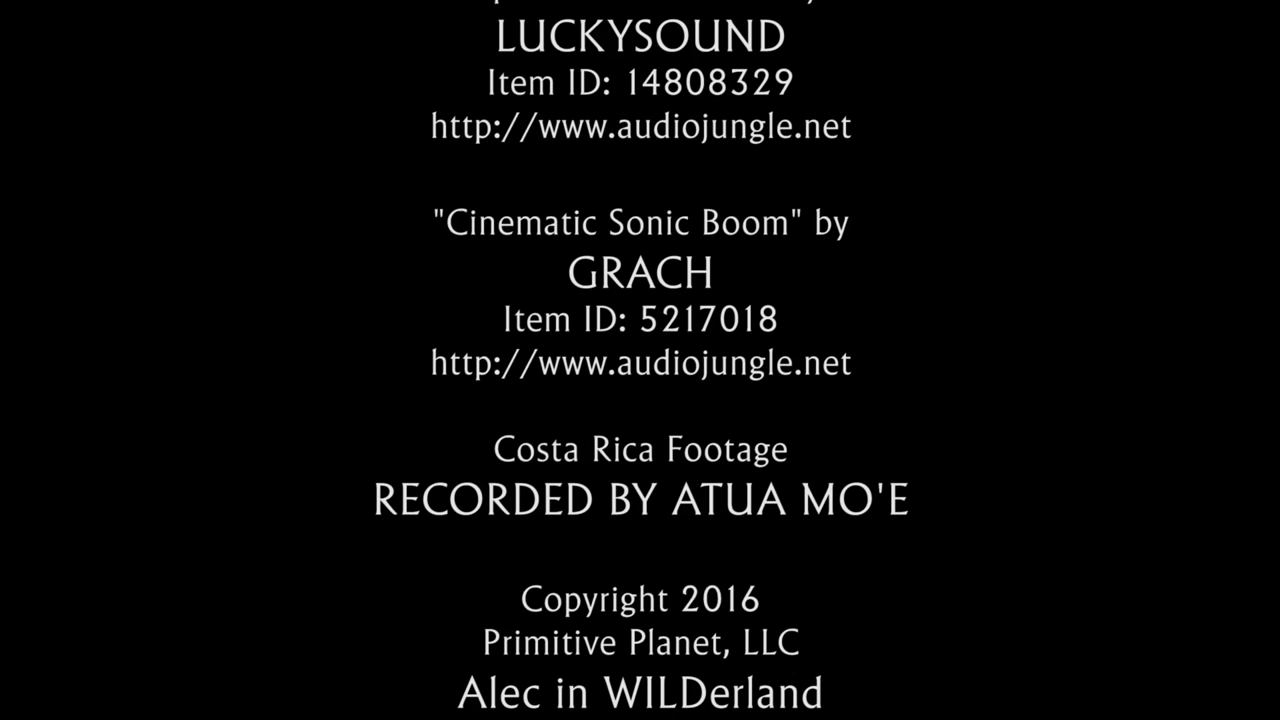 LUCKYSOUND
Item ID: 14808329
http://www.audiojungle.net
"Cinematic Sonic Boom" by
GRACH
Item ID: 5217018
http://www.audiojungle.net
Costa Rica Footage
RECORDED BY ATUA MO'E
Copyright 2016
Primitive Planet, LLC
Alec in WILDerland